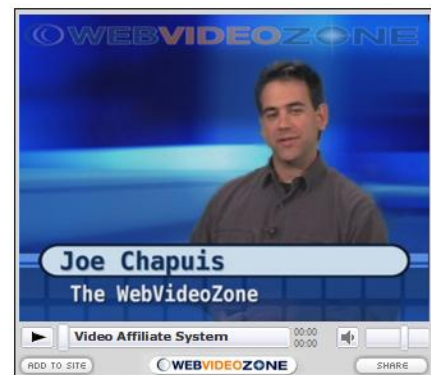 WEBVIDEOZONE
Joe Chapuis
The WebVideoZone
Video Affiliate System
00:00
00:00
ADD TO SITE
WEBVIDEOZONE
SHARE